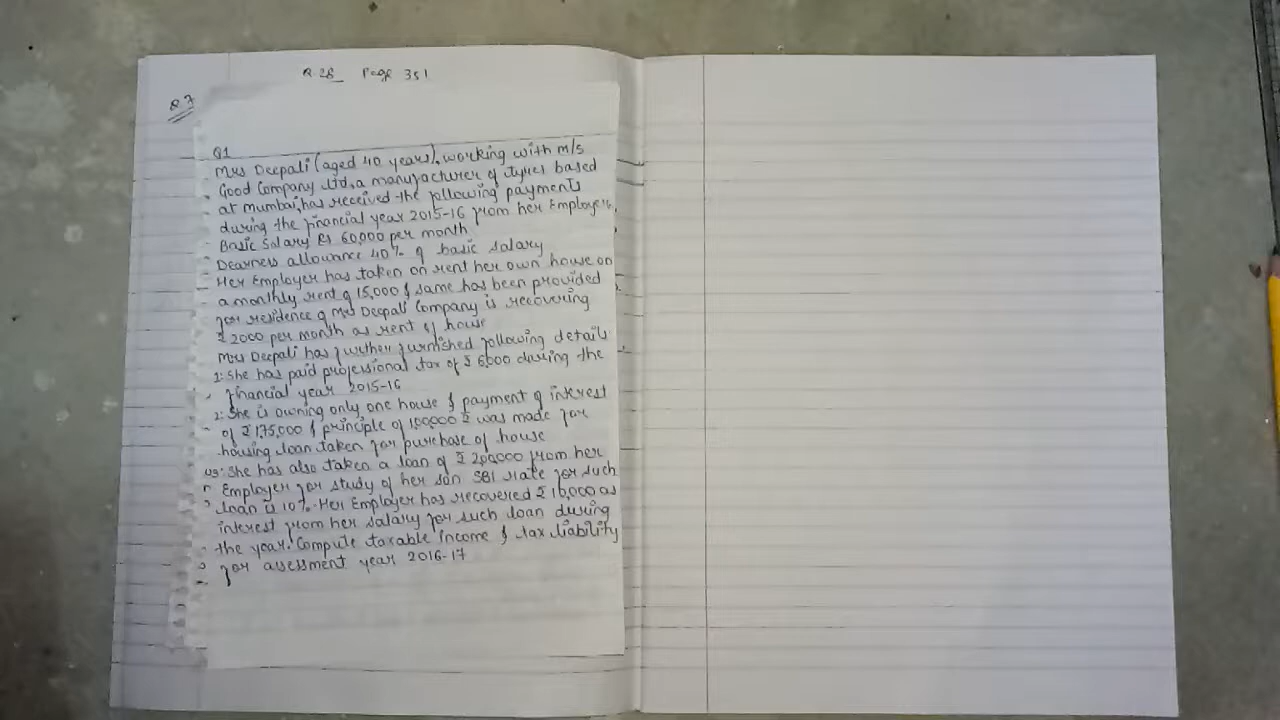 Q.28 Page 351
Q7
Q1
Mrs Deepali (aged 40 years), working with m/s
Good Company Ltd, a manufacturer of tyres based
at mumbai, has received the following payments
during the financial year 2015-16 from her Employer.
Basic Salary Rs 60,000 per month
Dearness allowance 40% of basic salary
Her Employer has taken on rent her own house on
a monthly rent of 15,000 & same has been provided
for residence of Mrs Deepali Company is recovering
₹ 2000 per month as rent of house
Mrs Deepali has further furnished following details
1: She has paid professional tax of ₹ 6,000 during the
financial year 2015-16
2: She is owning only one house & payment of interest
of ₹ 1,75,000 & principle of 100000 ₹ was made for
housing loan taken for purchase of house
3: She has also taken a loan of ₹ 200,000 from her
Employer for study of her son SBI rate for such
loan is 10%. Her Employer has recovered ₹ 10,000 as
interest from her salary for such loan during
the year. Compute taxable income & tax liability
for assessment year 2016-17